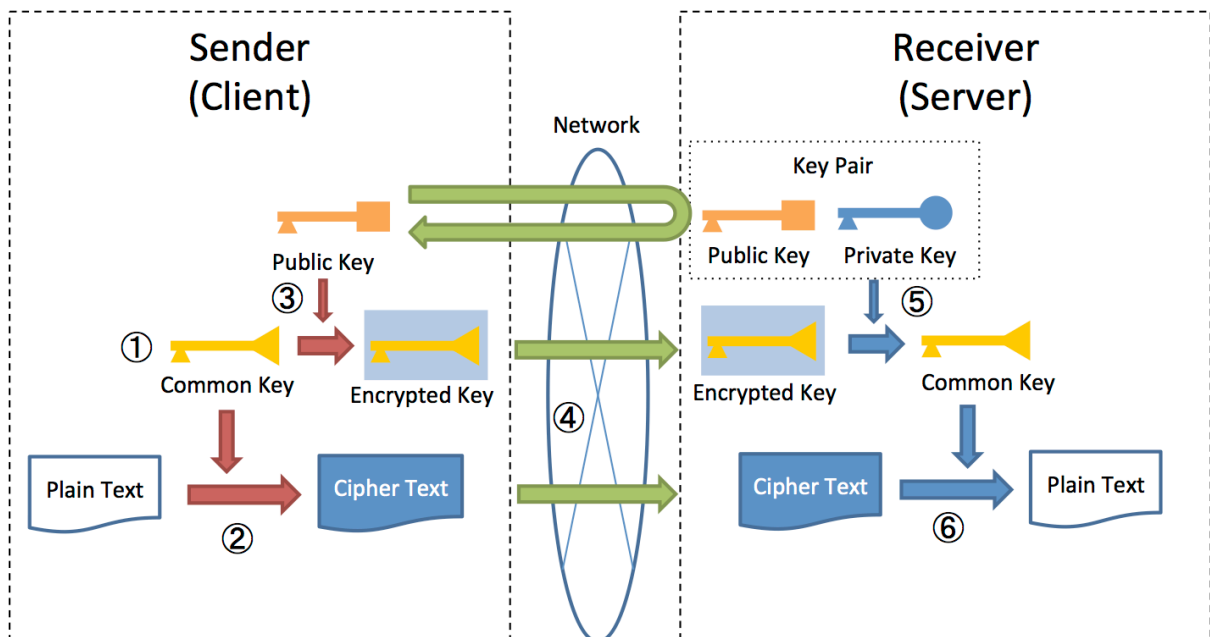 Sender
(Client)
Receiver
(Server)
Network
Key Pair
Public Key
Public Key
Private Key
③
⑤
①
Common Key
Encrypted Key
Encrypted Key
Common Key
④
Plain Text
Cipher Text
Cipher Text
Plain Text
②
⑥